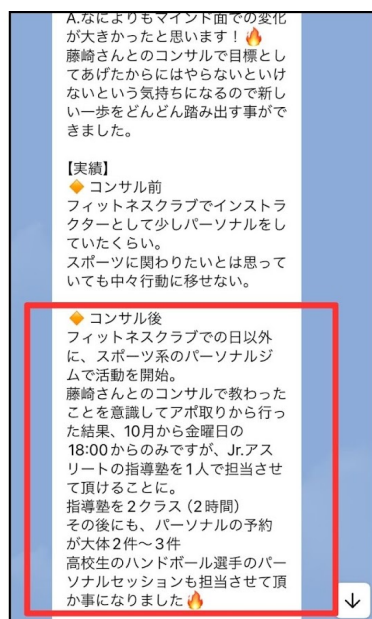 A.なによりもマインド面での変化
が大きかったと思います！🔥
藤崎さんとのコンサルで目標とし
てあげたからにはやらないといけ
ないという気持ちになるので新し
い一歩をどんどん踏み出す事がで
きました。
【実績】
🔶コンサル前
フィットネスクラブでインストラ
クターとして少しパーソナルをし
ていたくらい。
スポーツに関わりたいとは思って
いても中々行動に移せない。
🔶コンサル後
フィットネスクラブでの日以外
に、スポーツ系のパーソナルジ
ムで活動を開始。
藤崎さんとのコンサルで教わった
ことを意識してアポ取りから行っ
た結果、10月から金曜日の
18:00からのみですが、Jr.アス
リートの指導塾を1人で担当させ
て頂けることに。
指導塾を2クラス（2時間）
その後にも、パーソナルの予約
が大体2件〜3件
高校生のハンドボール選手のパー
ソナルセッションも担当させて頂
か事になりました🔥